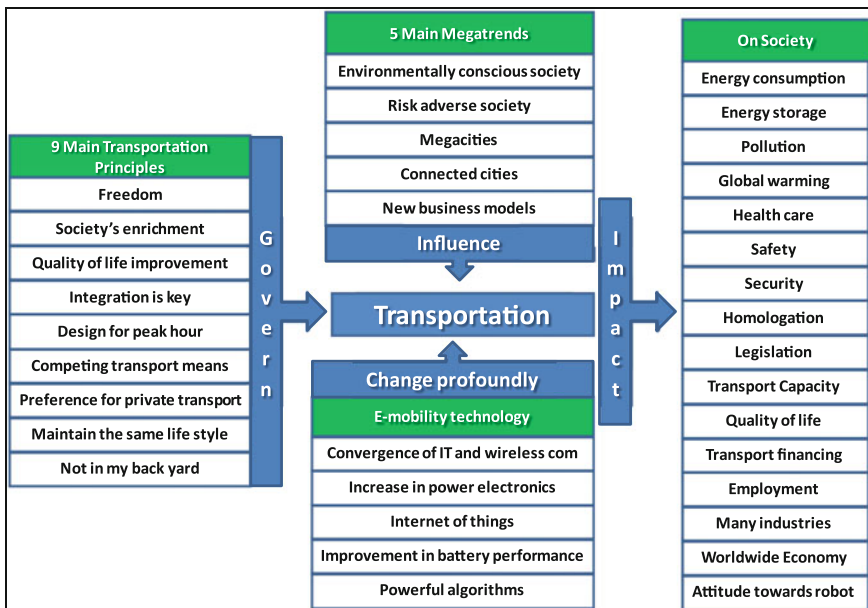 9 Main Transportation
Principles
Freedom
Society's enrichment
Quality of life improvement
Integration is key
Design for peak hour
Competing transport means
Preference for private transport
Maintain the same life style
Not in my back yard
Govern
5 Main Megatrends
Environmentally conscious society
Risk adverse society
Megacities
Connected cities
New business models
Influence
Transportation
Change profoundly
E-mobility technology
Convergence of IT and wireless com
Increase in power electronics
Internet of things
Improvement in battery performance
Powerful algorithms
Impact
On Society
Energy consumption
Energy storage
Pollution
Global warming
Health care
Safety
Security
Homologation
Legislation
Transport Capacity
Quality of life
Transport financing
Employment
Many industries
Worldwide Economy
Attitude towards robot